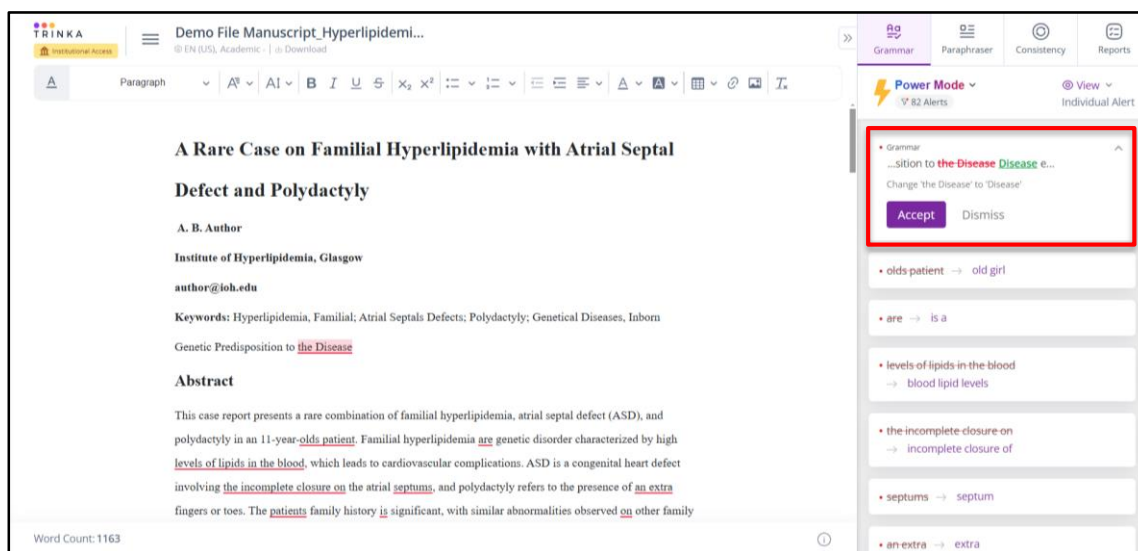 TRINKA
Institutional Access
Demo File Manuscript_Hyperlipidemi...
EN (US), Academic - | Download
Paragraph
A Rare Case on Familial Hyperlipidemia with Atrial Septal
Defect and Polydactyly
A. B. Author
Institute of Hyperlipidemia, Glasgow
author@ioh.edu
Keywords: Hyperlipidemia, Familial; Atrial Septals Defects; Polydactyly; Genetical Diseases, Inborn
Genetic Predisposition to the Disease
Abstract
This case report presents a rare combination of familial hyperlipidemia, atrial septal defect (ASD), and
polydactyly in an 11-year-olds patient. Familial hyperlipidemia are genetic disorder characterized by high
levels of lipids in the blood, which leads to cardiovascular complications. ASD is a congenital heart defect
involving the incomplete closure on the atrial septums, and polydactyly refers to the presence of an extra
fingers or toes. The patients family history is significant, with similar abnormalities observed on other family
Word Count: 1163
Grammar
Paraphraser
Consistency
Reports
Power Mode
82 Alerts
View
Individual Alert
Grammar
...sition to the Disease Disease e...
Change 'the Disease' to 'Disease'
Accept Dismiss
olds patient → old girl
are → is a
levels of lipids in the blood
→ blood lipid levels
the incomplete closure on
→ incomplete closure of
septums → septum
an extra → extra